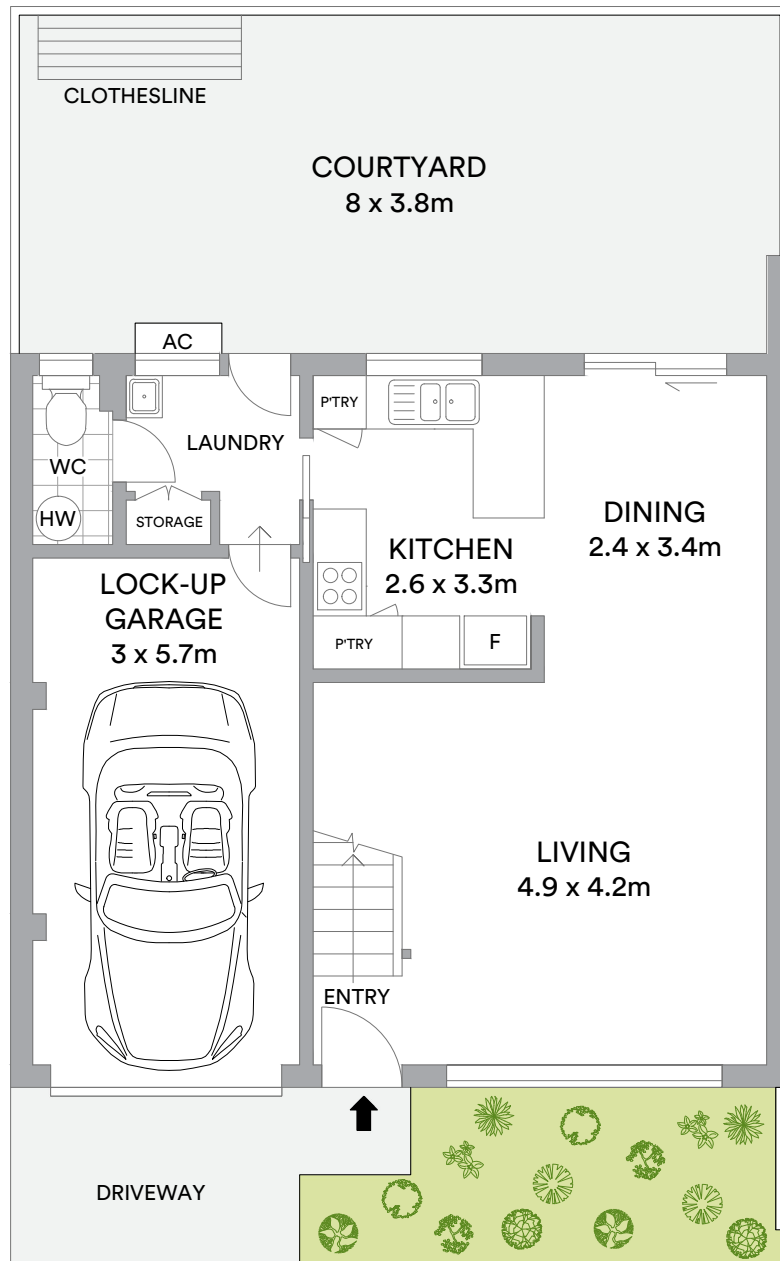 CLOTHESLINE
COURTYARD
8 x 3.8m
AC
P'TRY
LAUNDRY
WC
HW
STORAGE
KITCHEN
2.6 x 3.3m
DINING
2.4 x 3.4m
LOCK-UP
GARAGE
3 x 5.7m
P'TRY
F
LIVING
4.9 x 4.2m
ENTRY
DRIVEWAY